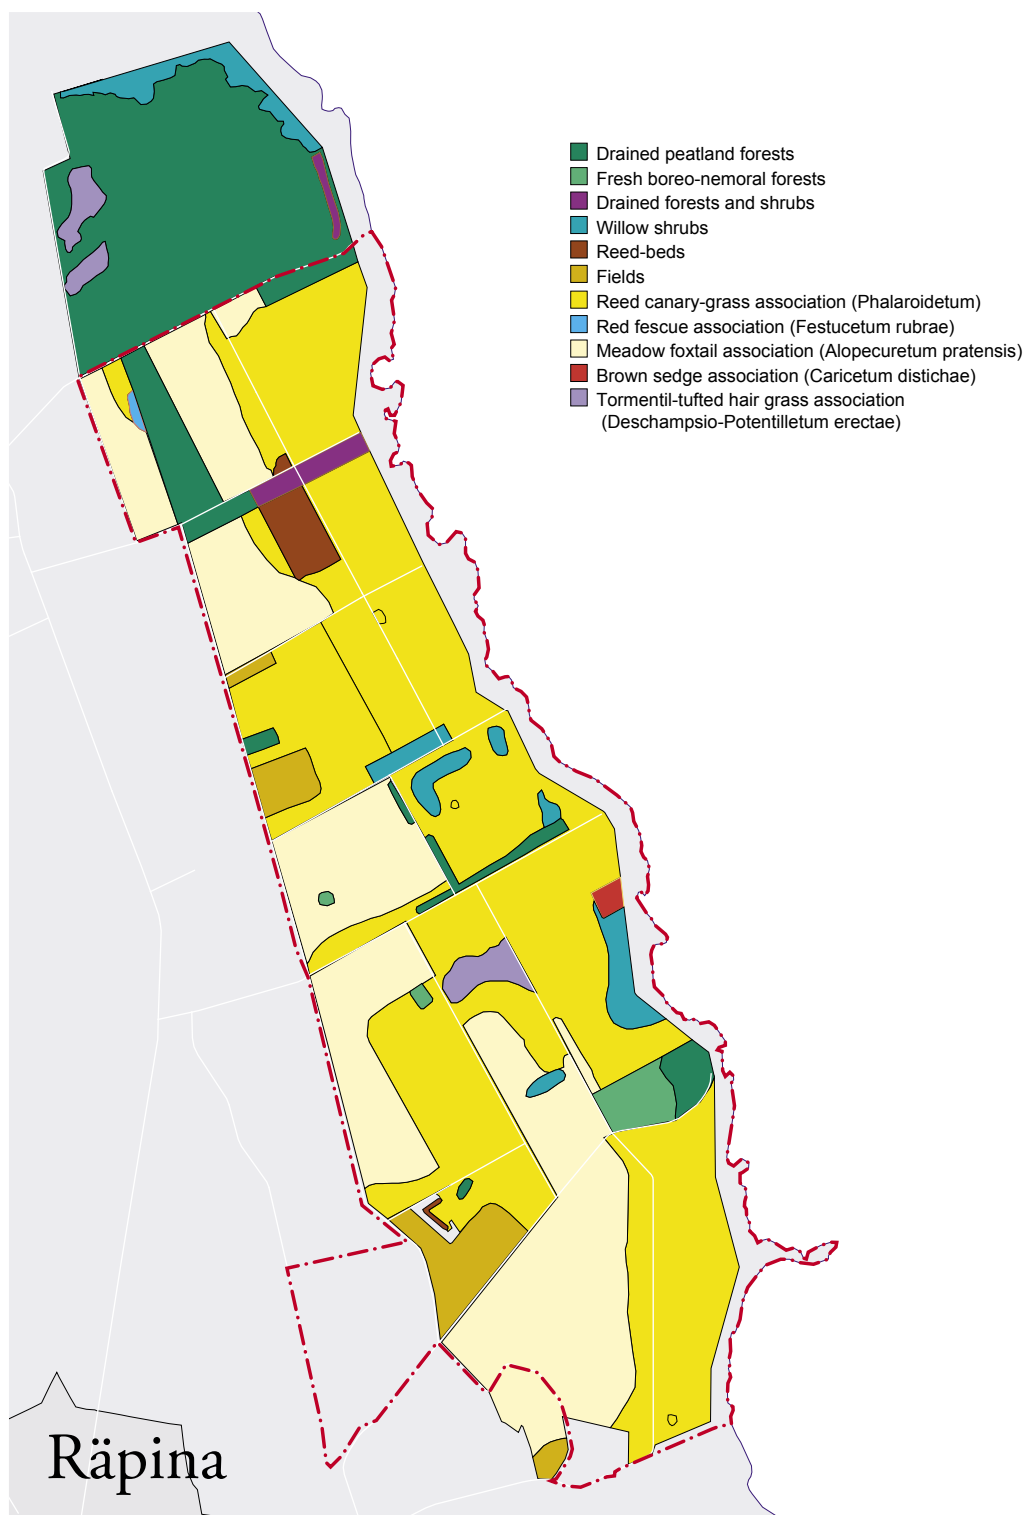 Drained peatland forests
Fresh boreo-nemoral forests
Drained forests and shrubs
Willow shrubs
Reed-beds
Fields
Reed canary-grass association (Phalaroidetum)
Red fescue association (Festucetum rubrae)
Meadow foxtail association (Alopecuretum pratensis)
Brown sedge association (Caricetum distichae)
Tormentil-tufted hair grass association
(Deschampsio-Potentilletum erectae)
Räpina